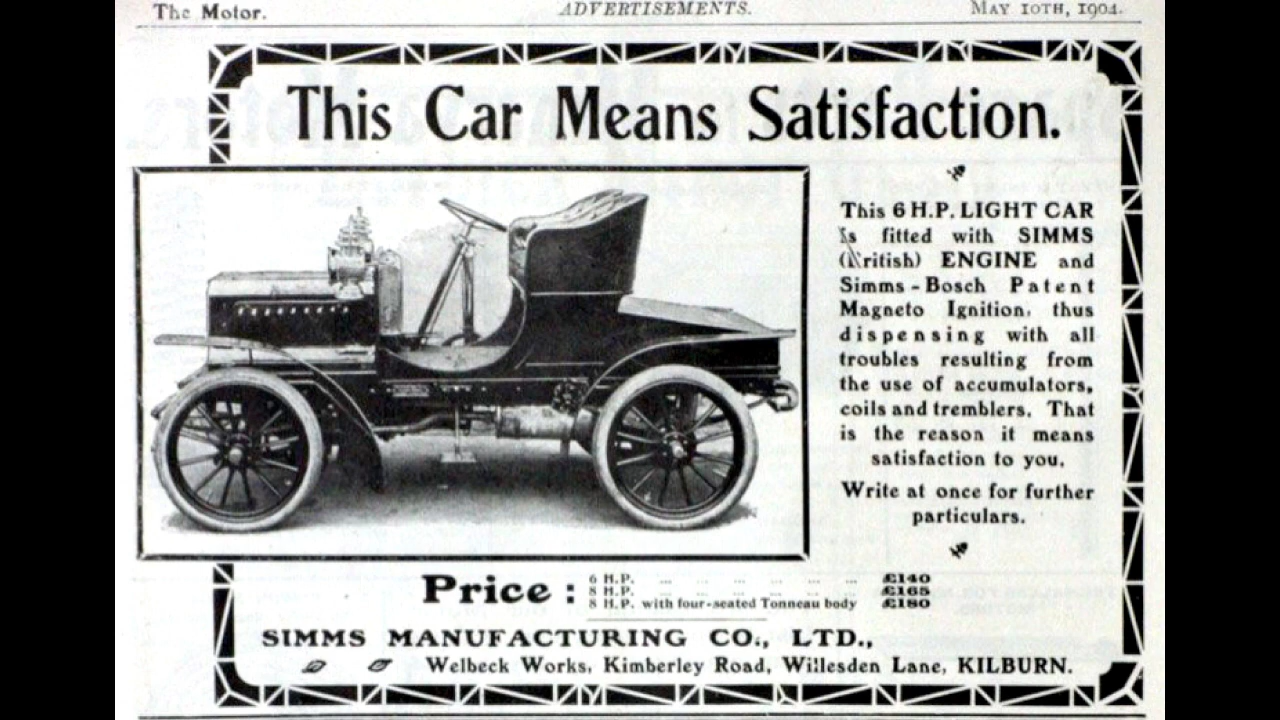 The Motor. ADVERTISEMENTS. MAY 10TH, 1904.
This Car Means Satisfaction.
This 6 H.P. LIGHT CAR
is fitted with SIMMS
(British) ENGINE and
Simms-Bosch Patent
Magneto Ignition, thus
dispensing with all
troubles resulting from
the use of accumulators,
coils and tremblers. That
is the reason it means
satisfaction to you.
Write at once for further
particulars.
Price: 6 H.P. ... ... ... ... ... ... £140
8 H.P. ... ... ... ... ... ... £165
8 H.P. with four-seated Tonneau body £180
SIMMS MANUFACTURING CO., LTD.,
Welbeck Works, Kimberley Road, Willesden Lane, KILBURN.